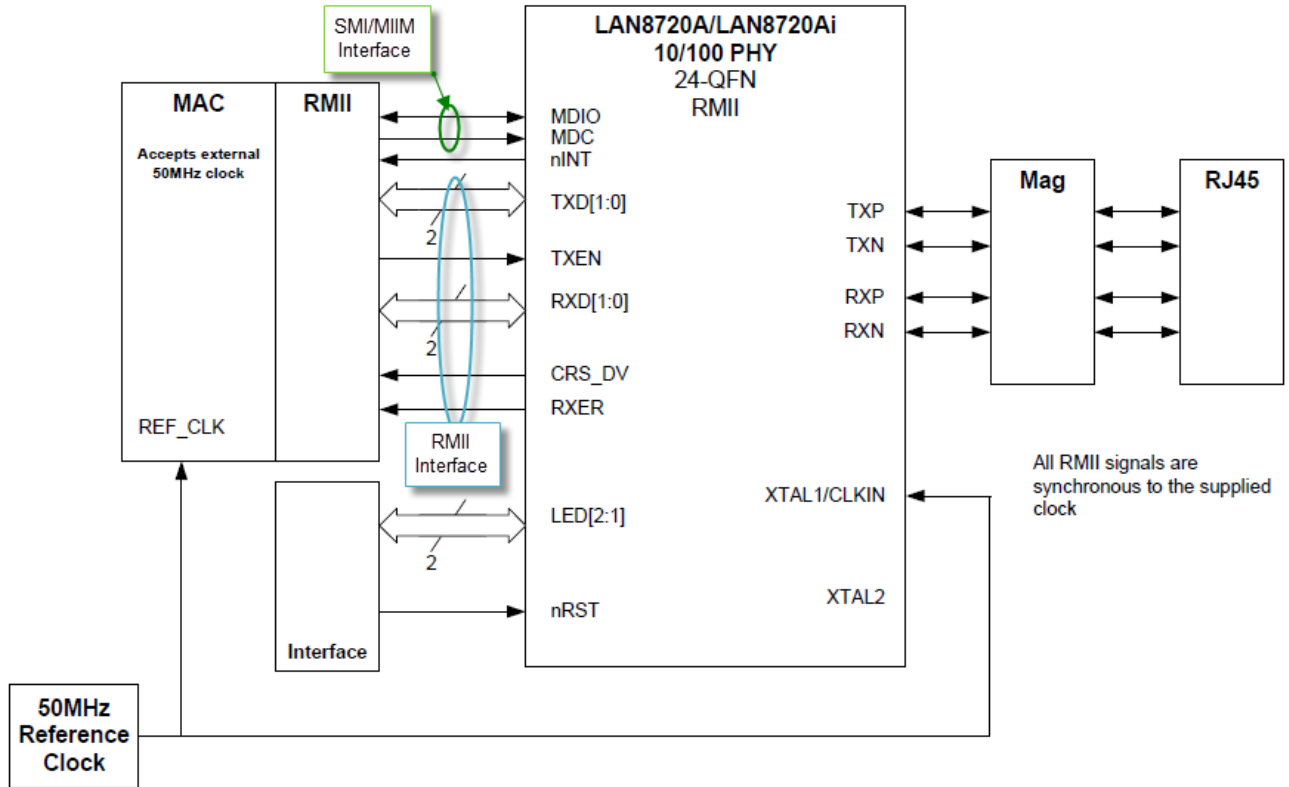 SMI/MIIM
Interface
LAN8720A/LAN8720Ai
10/100 PHY
24-QFN
RMII
MAC
RMII
Accepts external
50MHz clock
MDIO
MDC
nINT
TXD[1:0]
2
TXEN
RXD[1:0]
2
CRS_DV
RXER
REF_CLK
RMII
Interface
LED[2:1]
2
nRST
Interface
TXP
TXN
RXP
RXN
XTAL1/CLKIN
XTAL2
Mag
RJ45
All RMII signals are
synchronous to the supplied
clock
50MHz
Reference
Clock